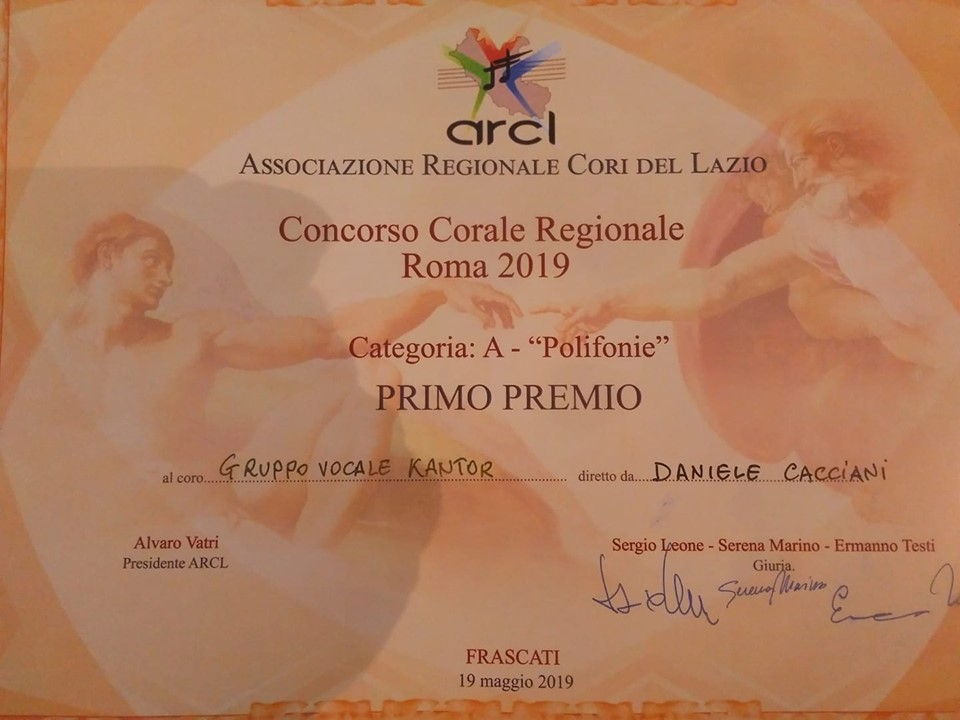 arcl
ASSOCIAZIONE REGIONALE CORI DEL LAZIO
Concorso Corale Regionale
Roma 2019
Categoria: A - “Polifonie”
PRIMO PREMIO
al coro GRUPPO VOCALE KANTOR diretto da DANIELE CACCIANI
Alvaro Vatri
Presidente ARCL
Sergio Leone - Serena Marino - Ermanno Testi
Giuria.
Serena Marino
FRASCATI
19 maggio 2019